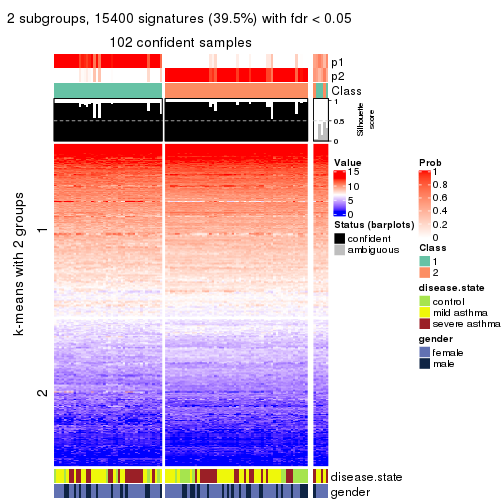 2 subgroups, 15400 signatures (39.5%) with fdr < 0.05
102 confident samples
p1
p2
Class
1
0.5
0
Silhouette
score
k-means with 2 groups
1
2
disease.state
gender
Value
15
10
5
0
Status (barplots)
confident
ambiguous
Prob
1
0.8
0.6
0.4
0.2
0
Class
1
2
disease.state
control
mild asthma
severe asthma
gender
female
male